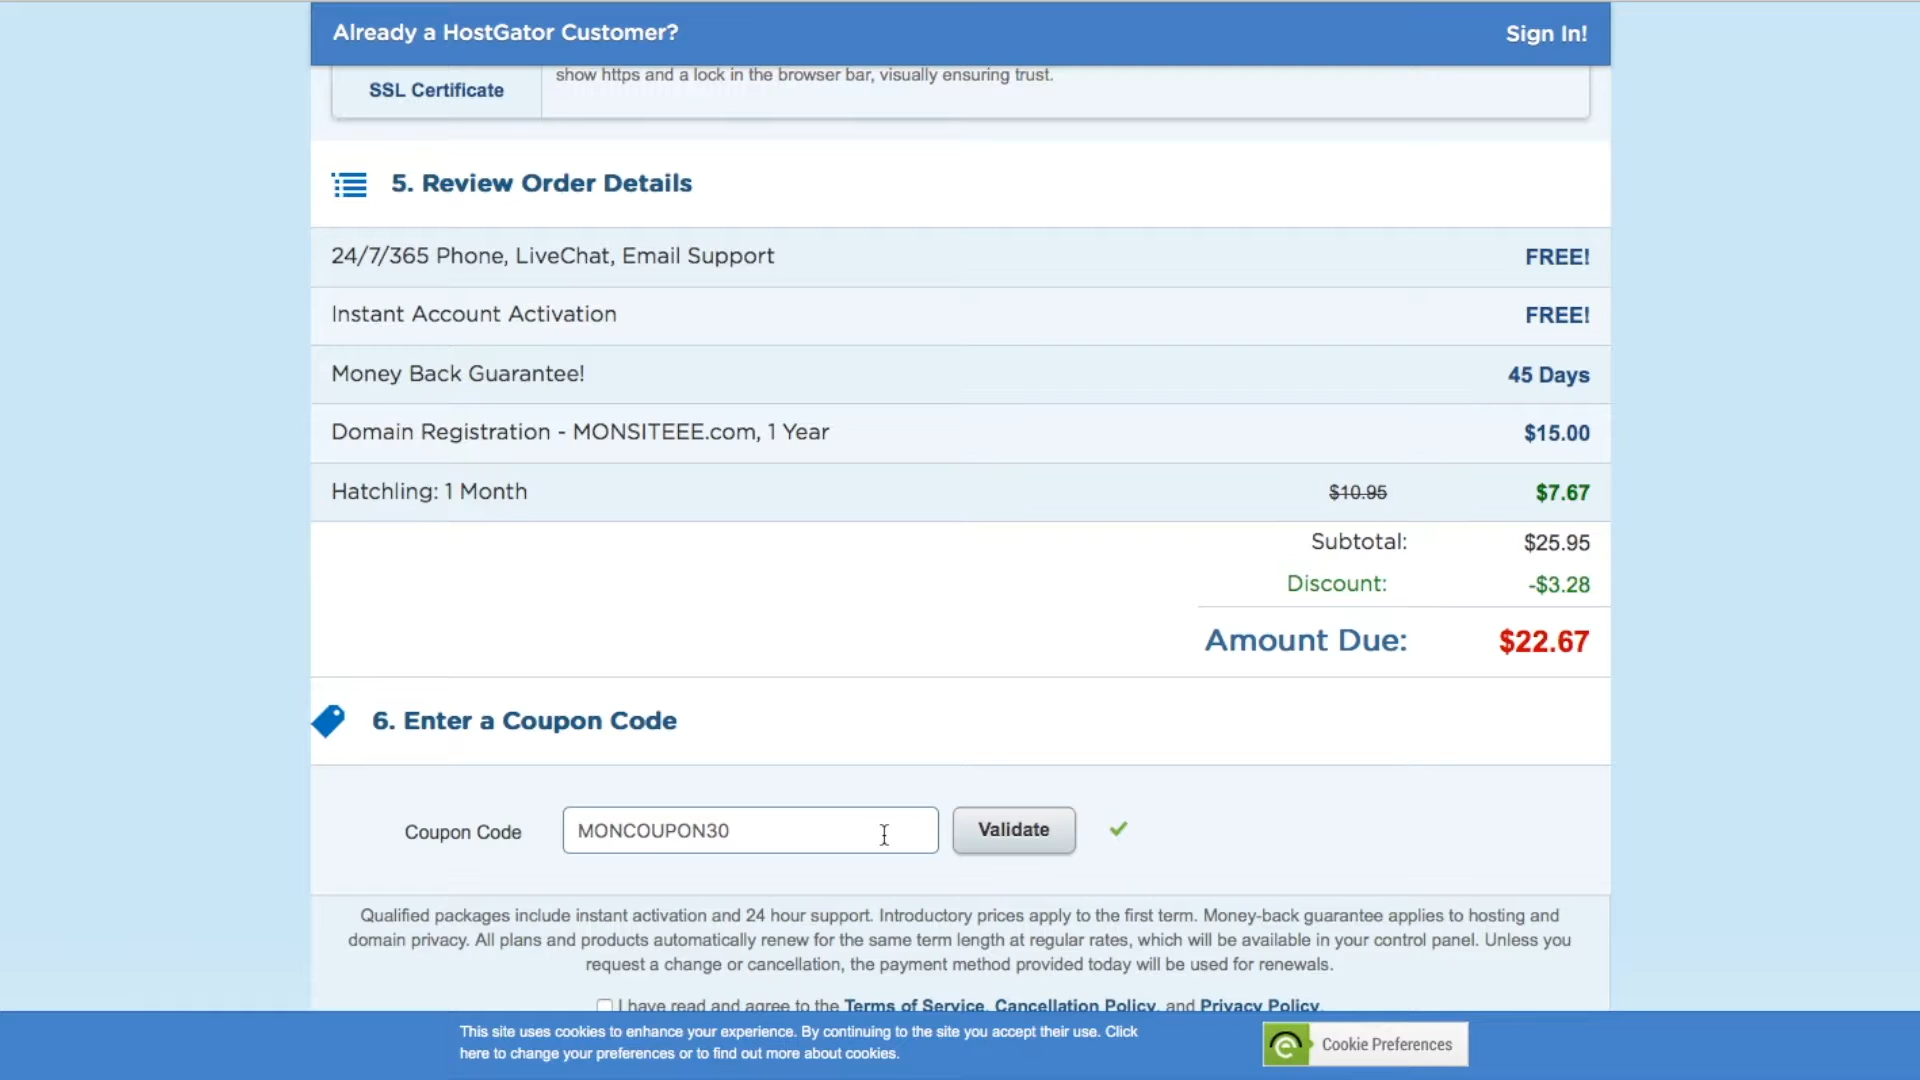 Already a HostGator Customer? Sign In!
show https and a lock in the browser bar, visually ensuring trust.
SSL Certificate
5. Review Order Details
24/7/365 Phone, LiveChat, Email Support FREE!
Instant Account Activation FREE!
Money Back Guarantee! 45 Days
Domain Registration - MONSITEEE.com, 1 Year $15.00
Hatchling: 1 Month $10.95 $7.67
Subtotal: $25.95
Discount: -$3.28
Amount Due: $22.67
6. Enter a Coupon Code
Coupon Code MONCOUPON30 Validate
Qualified packages include instant activation and 24 hour support. Introductory prices apply to the first term. Money-back guarantee applies to hosting and
domain privacy. All plans and products automatically renew for the same term length at regular rates, which will be available in your control panel. Unless you
request a change or cancellation, the payment method provided today will be used for renewals.
I have read and agree to the Terms of Service, Cancellation Policy, and Privacy Policy.
This site uses cookies to enhance your experience. By continuing to the site you accept their use. Click
here to change your preferences or to find out more about cookies.
Cookie Preferences